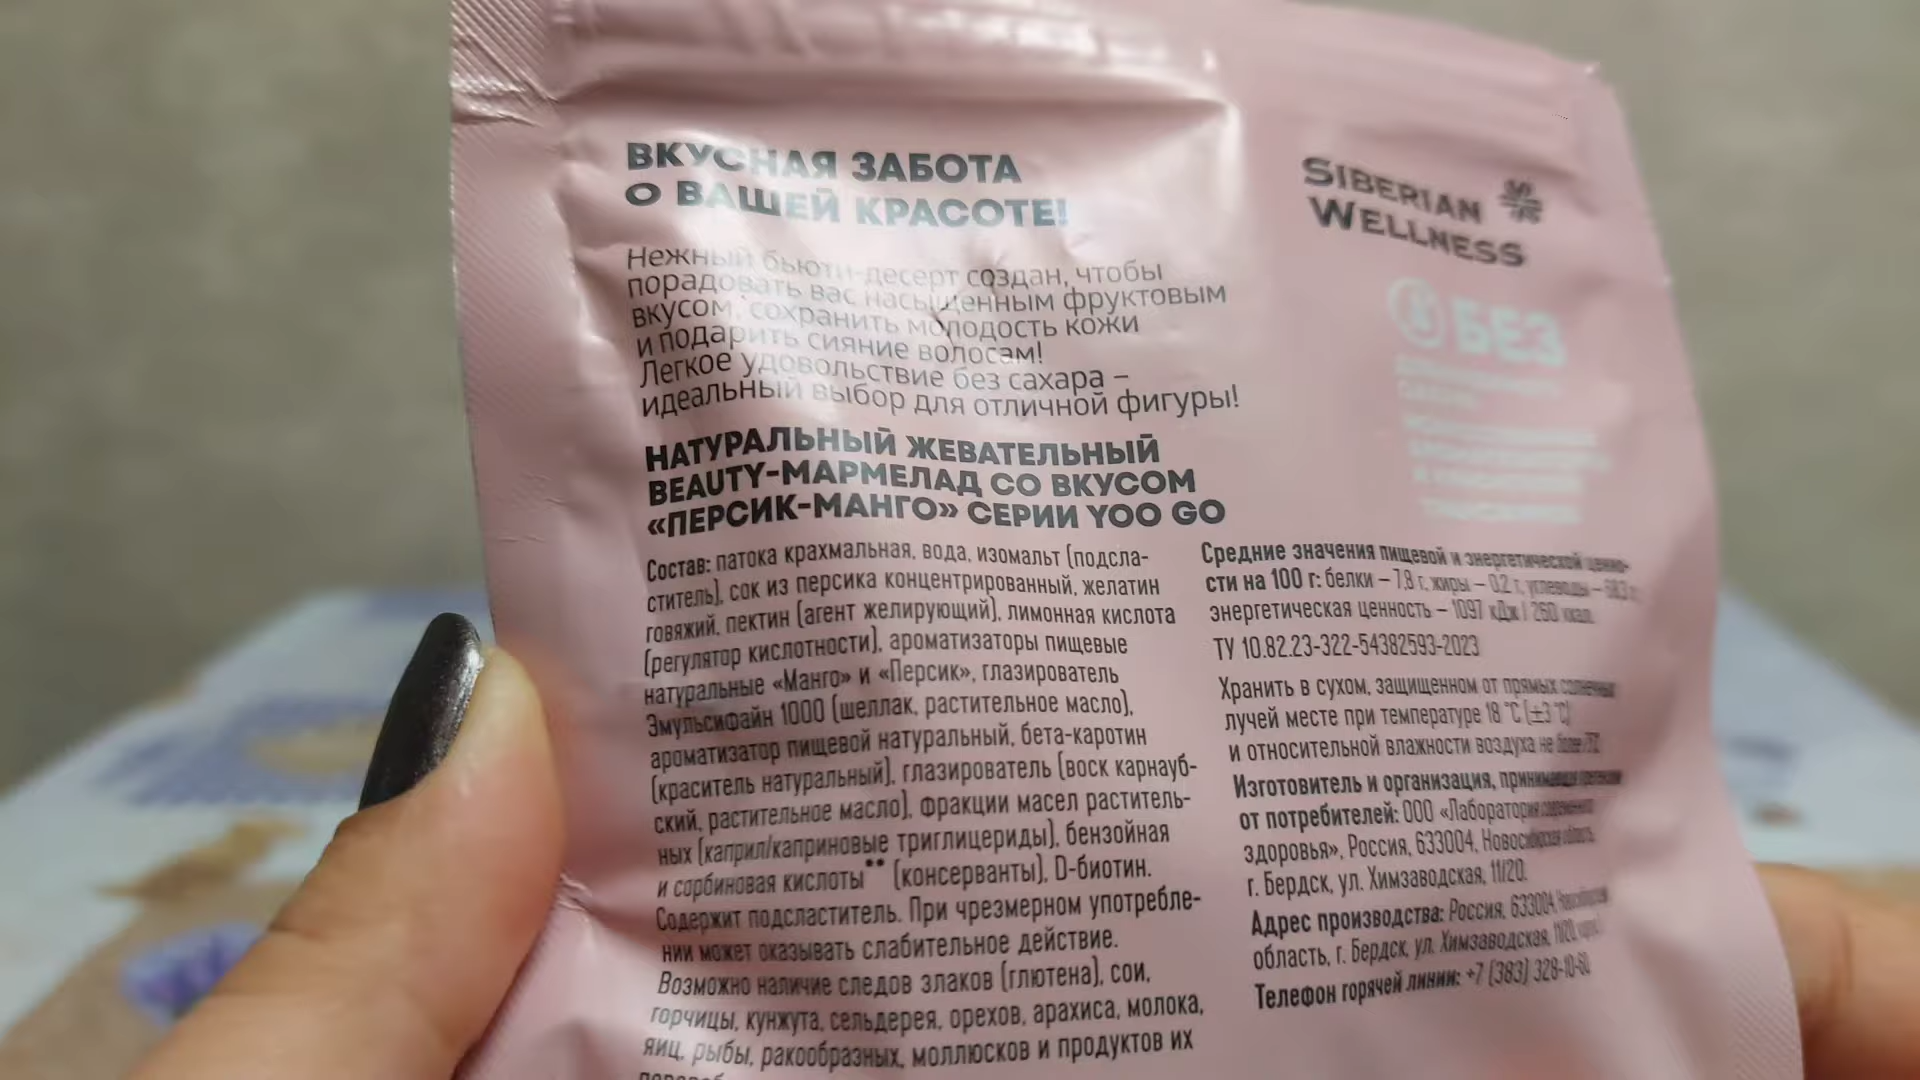 ВКУСНАЯ ЗАБОТА
О ВАШЕЙ КРАСОТЕ!
Нежный бьюти-десерт создан, чтобы
порадовать вас насыщенным фруктовым
вкусом, сохранить молодость кожи
и подарить сияние волосам!
Легкое удовольствие без сахара –
идеальный выбор для отличной фигуры!
НАТУРАЛЬНЫЙ ЖЕВАТЕЛЬНЫЙ
BEAUTY-МАРМЕЛАД СО ВКУСОМ
«ПЕРСИК-МАНГО» СЕРИИ YOO GO
Состав: патока крахмальная, вода, изомальт (подсла-
ститель), сок из персика концентрированный, желатин
говяжий, пектин (агент желирующий), лимонная кислота
(регулятор кислотности), ароматизаторы пищевые
натуральные «Манго» и «Персик», глазирователь
Эмульсифайн 1000 (шеллак, растительное масло),
ароматизатор пищевой натуральный, бета-каротин
(краситель натуральный), глазирователь (воск карнауб-
ский, растительное масло), фракции масел раститель-
ных (каприл/каприновые триглицериды), бензойная
и сорбиновая кислоты** (консерванты), D-биотин.
Содержит подсластитель. При чрезмерном употребле-
нии может оказывать слабительное действие.
Возможно наличие следов злаков (глютена), сои,
горчицы, кунжута, сельдерея, орехов, арахиса, молока,
яиц, рыбы, ракообразных, моллюсков и продуктов их
SIBERIAN
WELLNESS
БЕЗ
Средние значения пищевой и энергетической ценно-
сти на 100 г: белки – 7,8 г, жиры – 0,2 г, углеводы –
энергетическая ценность – 1097 кДж / 260 ккал.
ТУ 10.82.23-322-54382593-2023
Хранить в сухом, защищенном от прямых солнечных
лучей месте при температуре 18 °C (±3 °C)
и относительной влажности воздуха не более
Изготовитель и организация, принимающая претензии
от потребителей: ООО «Лаборатория современного
здоровья», Россия, 633004, Новосибирская область,
г. Бердск, ул. Химзаводская, 11/20.
Адрес производства: Россия, 633004, Новосибирская
область, г. Бердск, ул. Химзаводская, 11/20,
Телефон горячей линии: +7 (383) 328-10-60